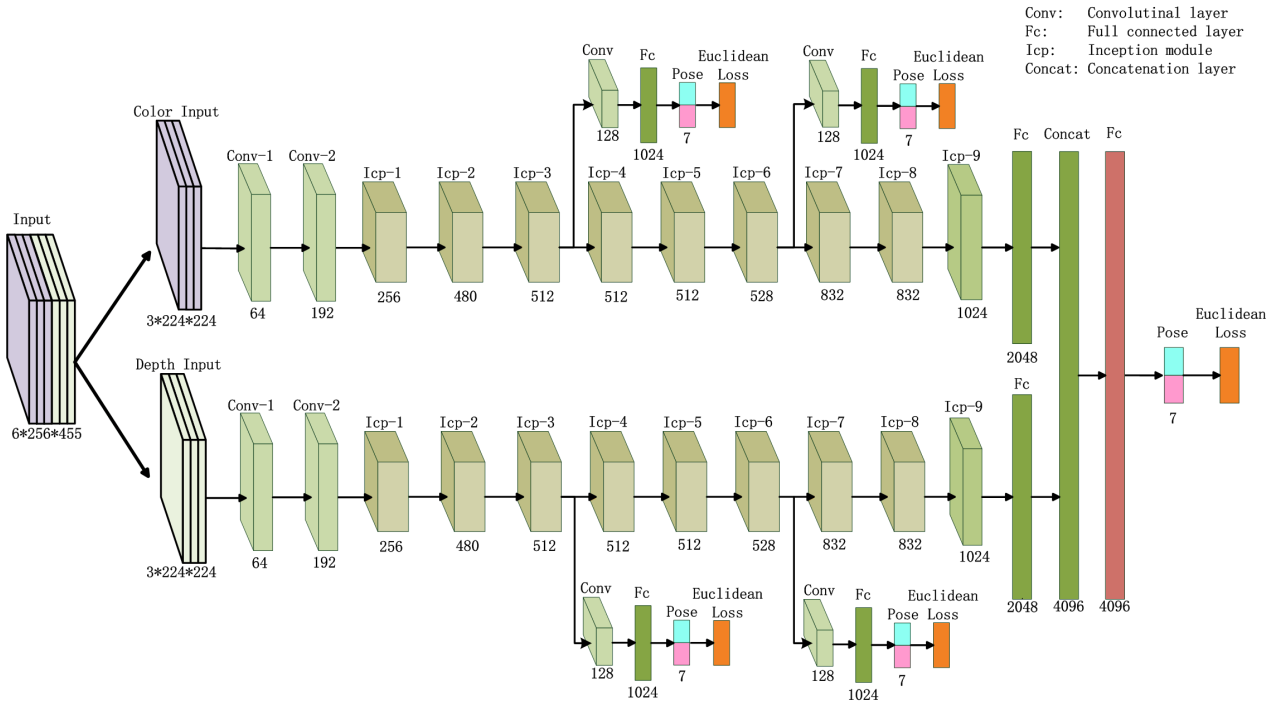 Conv: Convolutinal layer
Fc: Full connected layer
Icp: Inception module
Concat: Concatenation layer
Conv Fc Pose Euclidean Loss
128 1024 7
Conv Fc Pose Euclidean Loss
128 1024 7
Input
6*256*455
Color Input
3*224*224
Conv-1 Conv-2 Icp-1 Icp-2 Icp-3 Icp-4 Icp-5 Icp-6 Icp-7 Icp-8 Icp-9 Fc Concat Fc
64 192 256 480 512 512 512 528 832 832 1024 2048
Depth Input
3*224*224
Conv-1 Conv-2 Icp-1 Icp-2 Icp-3 Icp-4 Icp-5 Icp-6 Icp-7 Icp-8 Icp-9 Fc
64 192 256 480 512 512 512 528 832 832 1024 2048 4096 4096
Pose Euclidean Loss
7
Conv Fc Pose Euclidean Loss
128 1024 7
Conv Fc Pose Euclidean Loss
128 1024 7